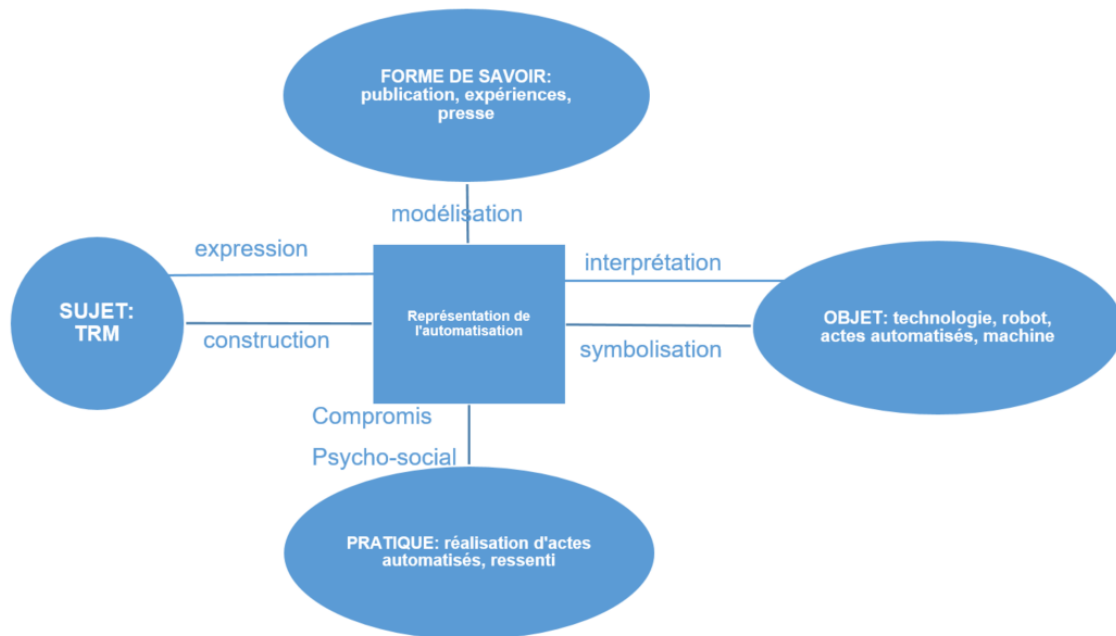 FORME DE SAVOIR:
publication, expériences,
presse
modélisation
expression
interprétation
SUJET:
TRM
Représentation de
l'automatisation
OBJET: technologie, robot,
actes automatisés, machine
construction
symbolisation
Compromis
Psycho-social
PRATIQUE: réalisation d'actes
automatisés, ressenti